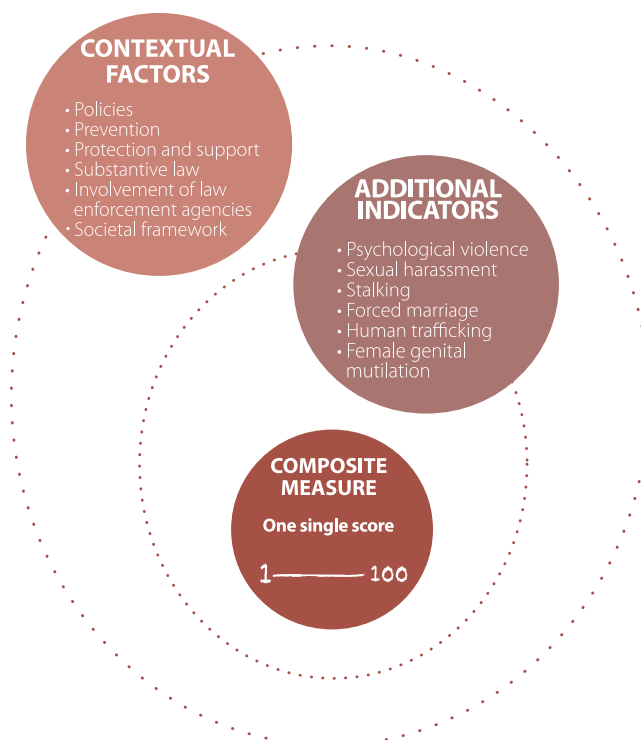 CONTEXTUAL
FACTORS
• Policies
• Prevention
• Protection and support
• Substantive law
• Involvement of law
enforcement agencies
• Societal framework
ADDITIONAL
INDICATORS
• Psychological violence
• Sexual harassment
• Stalking
• Forced marriage
• Human trafficking
• Female genital
mutilation
COMPOSITE
MEASURE
One single score
1 100